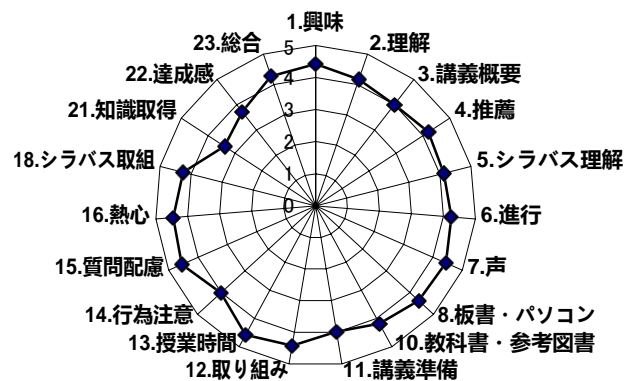 1.興味
2.理解
3.講義概要
4.推薦
5.シラバス理解
6.進行
7.声
8.板書・パソコン
10.教科書・参考図書
11.講義準備
12.取り組み
13.授業時間
14.行為注意
15.質問配慮
16.熱心
18.シラバス取組
21.知識取得
22.達成感
23.総合
5
4
3
2
1
0